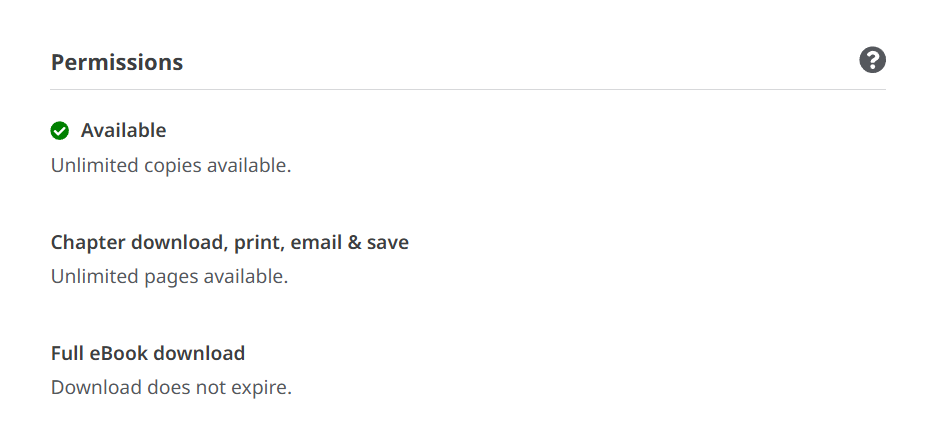 Permissions
?
Available
Unlimited copies available.
Chapter download, print, email & save
Unlimited pages available.
Full eBook download
Download does not expire.